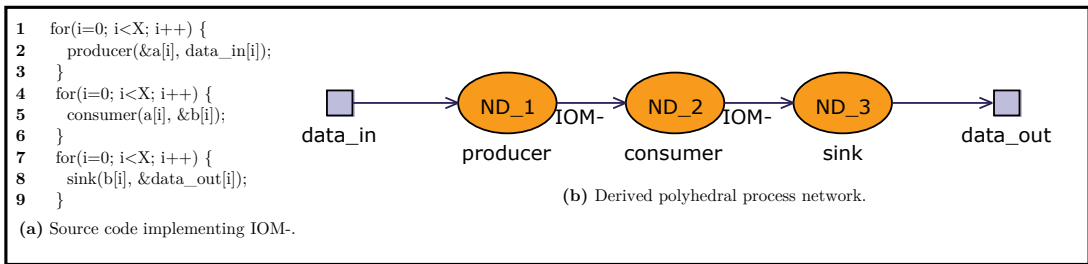 1 for(i=0; i<X; i++) {
2 producer(&a[i], data_in[i]);
3 }
4 for(i=0; i<X; i++) {
5 consumer(a[i], &b[i]);
6 }
7 for(i=0; i<X; i++) {
8 sink(b[i], &data_out[i]);
9 }
(a) Source code implementing IOM-.
ND_1 ND_2 ND_3
IOM- IOM-
data_in data_out
producer consumer sink
(b) Derived polyhedral process network.